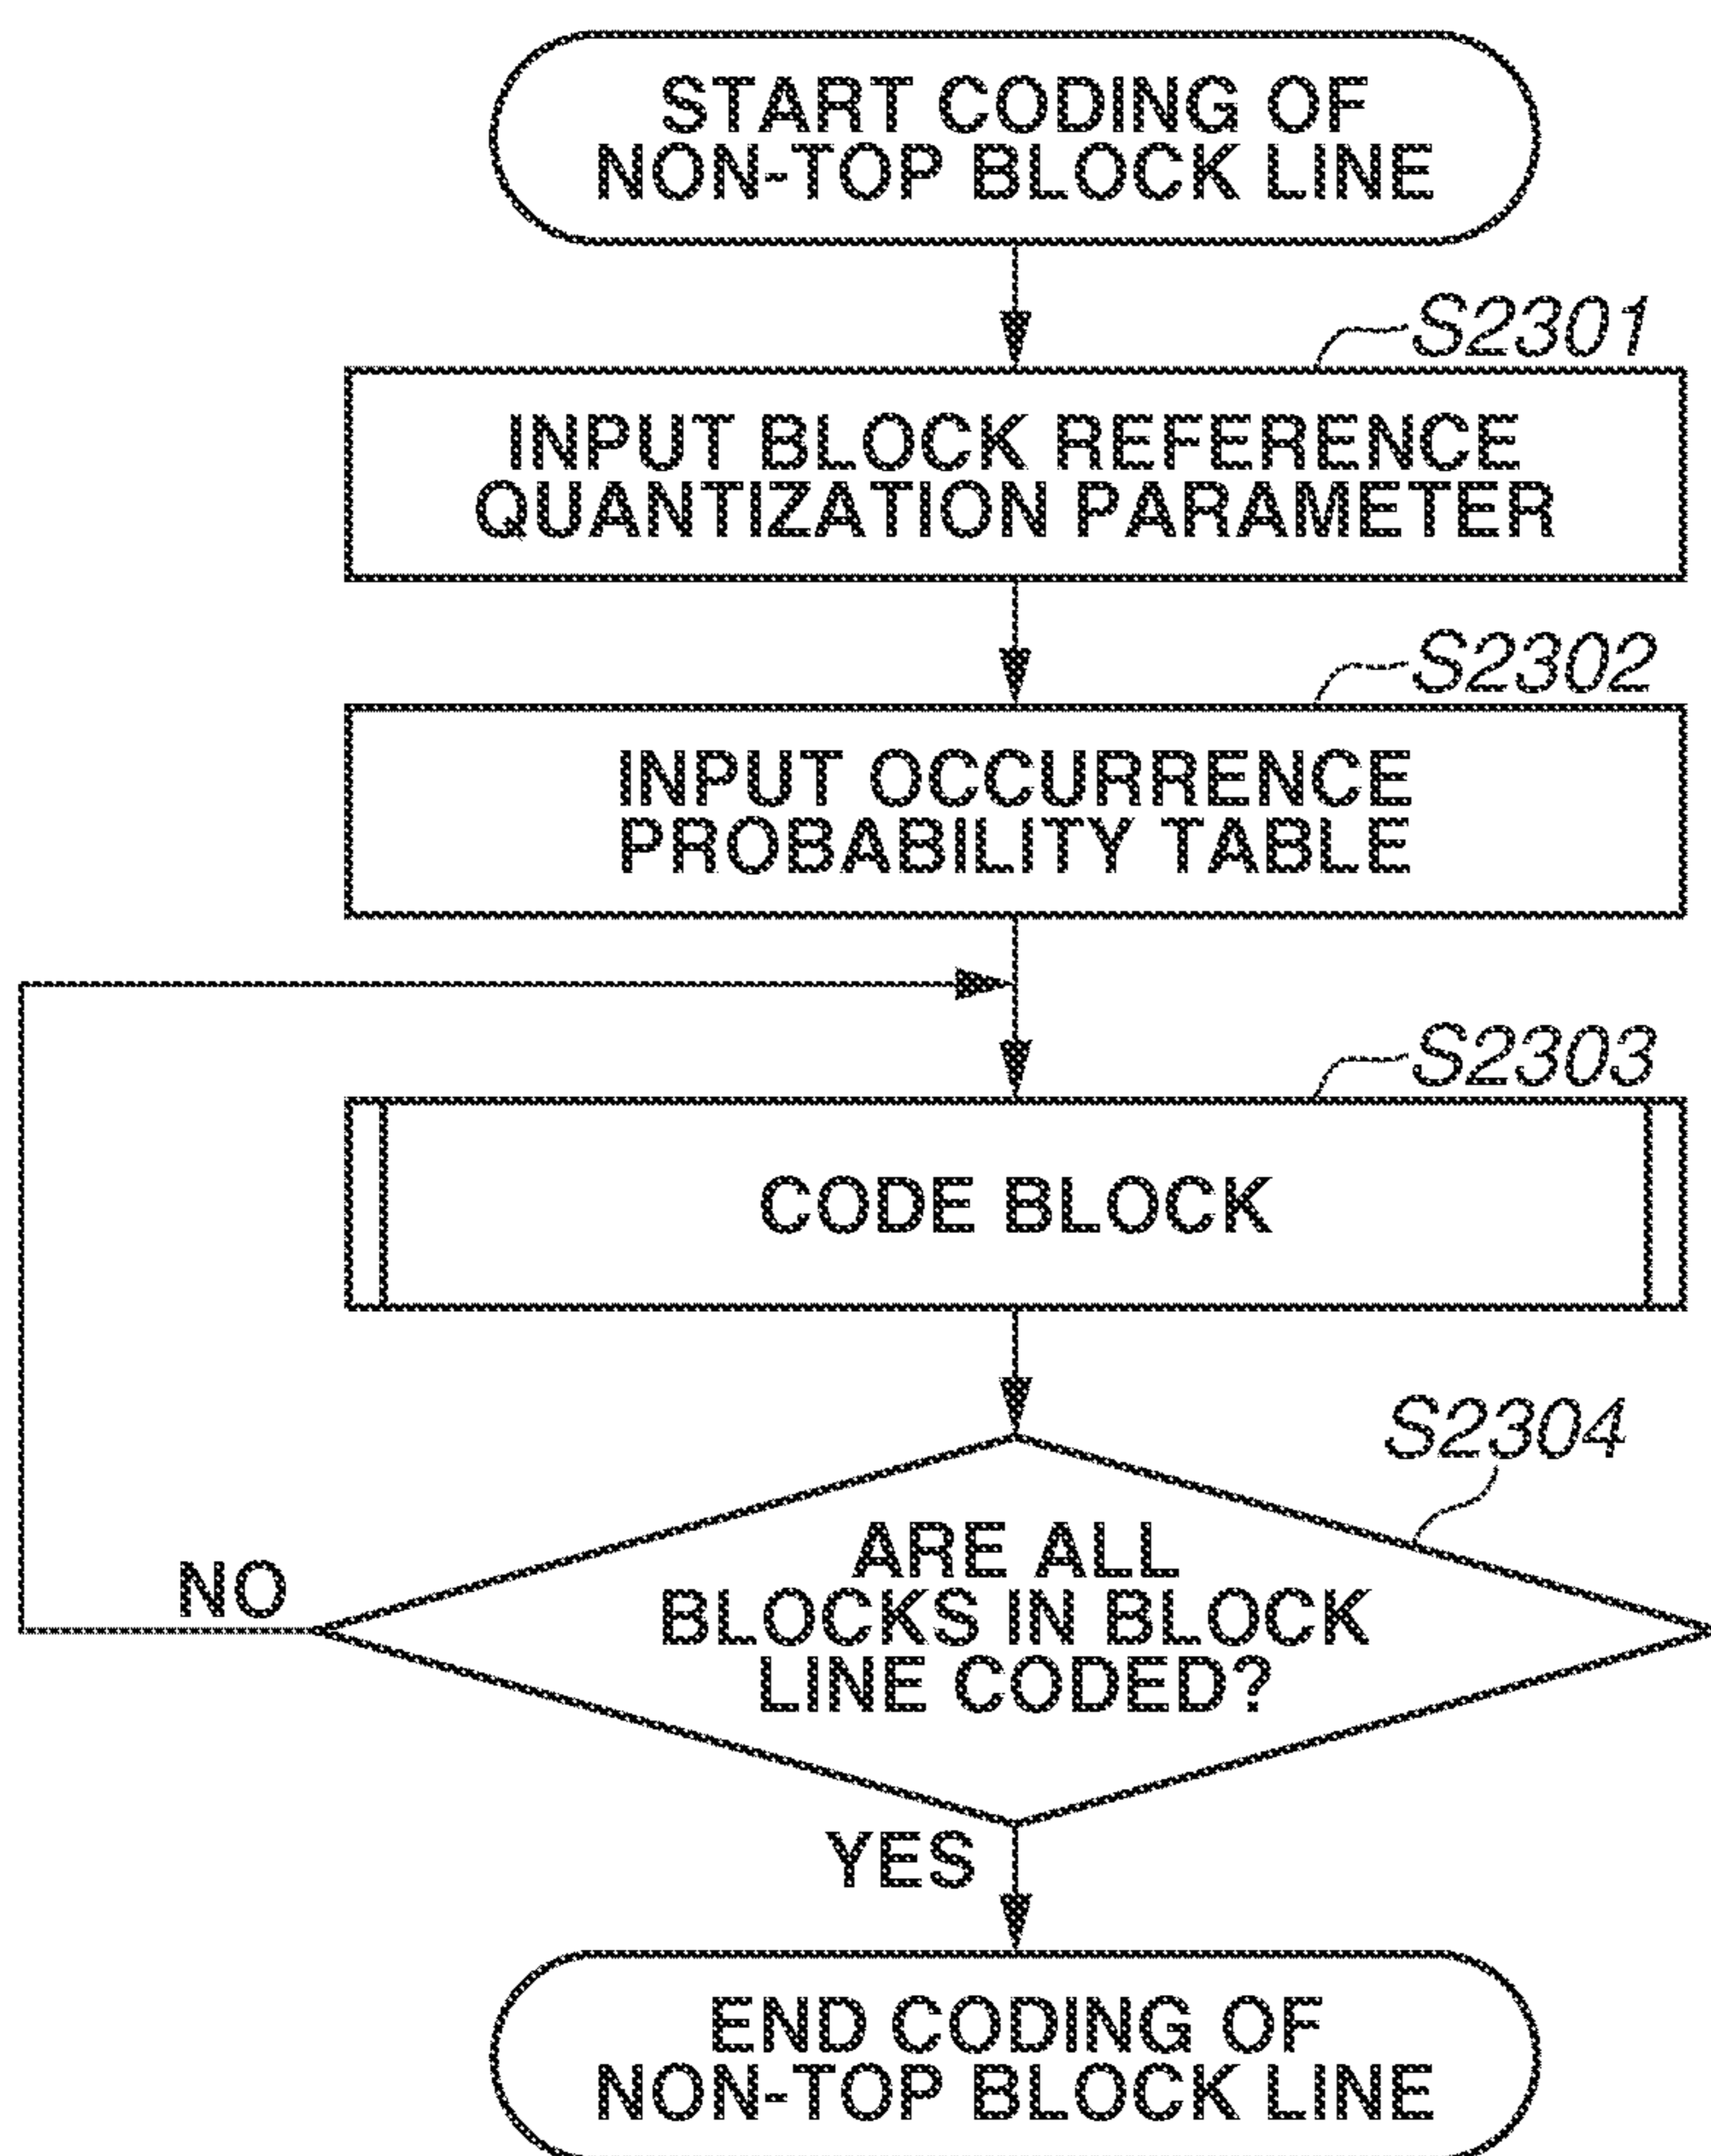 START CODING OF
NON-TOP BLOCK LINE
S2301
INPUT BLOCK REFERENCE
QUANTIZATION PARAMETER
S2302
INPUT OCCURRENCE
PROBABILITY TABLE
S2303
CODE BLOCK
S2304
ARE ALL
BLOCKS IN BLOCK
LINE CODED?
NO
YES
END CODING OF
NON-TOP BLOCK LINE